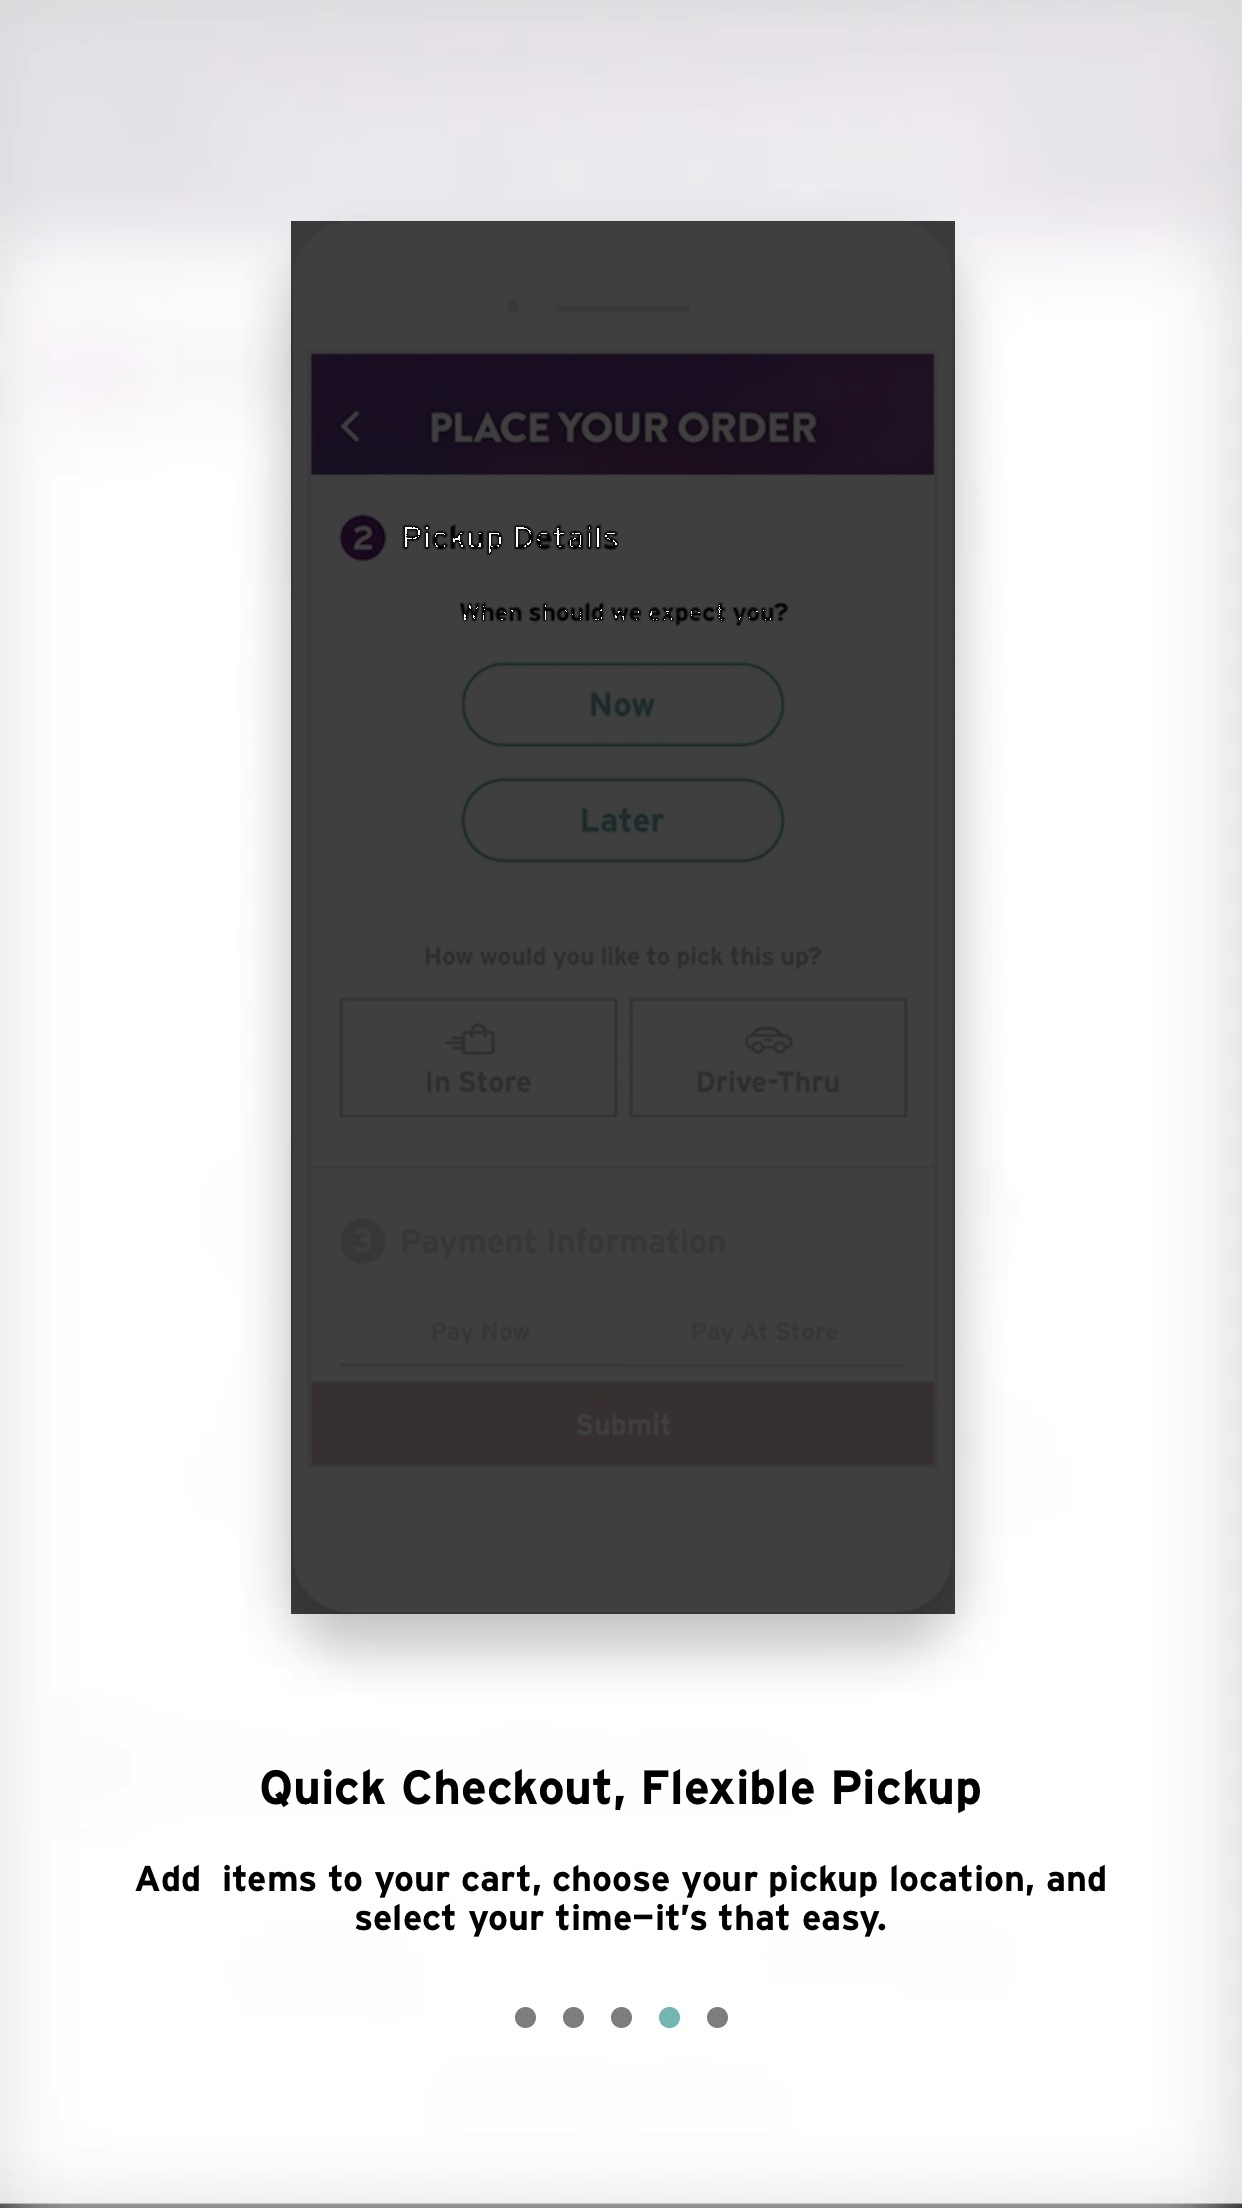 PLACE YOUR ORDER
2 Pickup Details
When should we expect you?
Now
Later
How would you like to pick this up?
In Store Drive-Thru
3 Payment Information
Pay Now Pay At Store
Submit
Quick Checkout, Flexible Pickup
Add items to your cart, choose your pickup location, and
select your time—it's that easy.